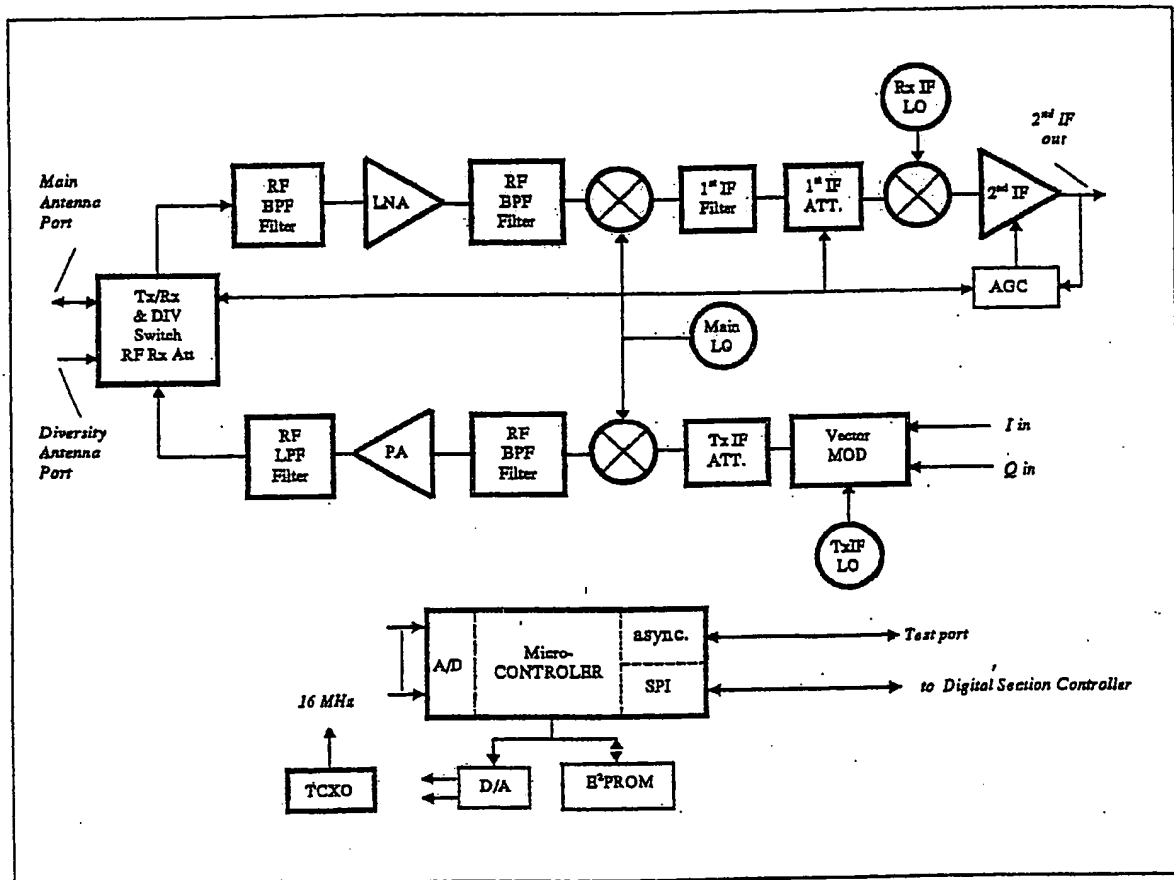 Rx IF
LO
2nd IF
out
Main
Antenna
Port
RF
BPF
Filter
LNA
RF
BPF
Filter
1st IF
Filter
1st IF
ATT.
2nd IF
Tx/Rx
& DIV
Switch
RF Rx Att
AGC
Main
LO
Diversity
Antenna
Port
RF
LPF
Filter
PA
RF
BPF
Filter
Tx IF
ATT.
Vector
MOD
I in
Q in
TxIF
LO
A/D
Micro-
CONTROLER
async.
SPI
Test port
to Digital Section Controller
16 MHz
TCXO
D/A
E²PROM